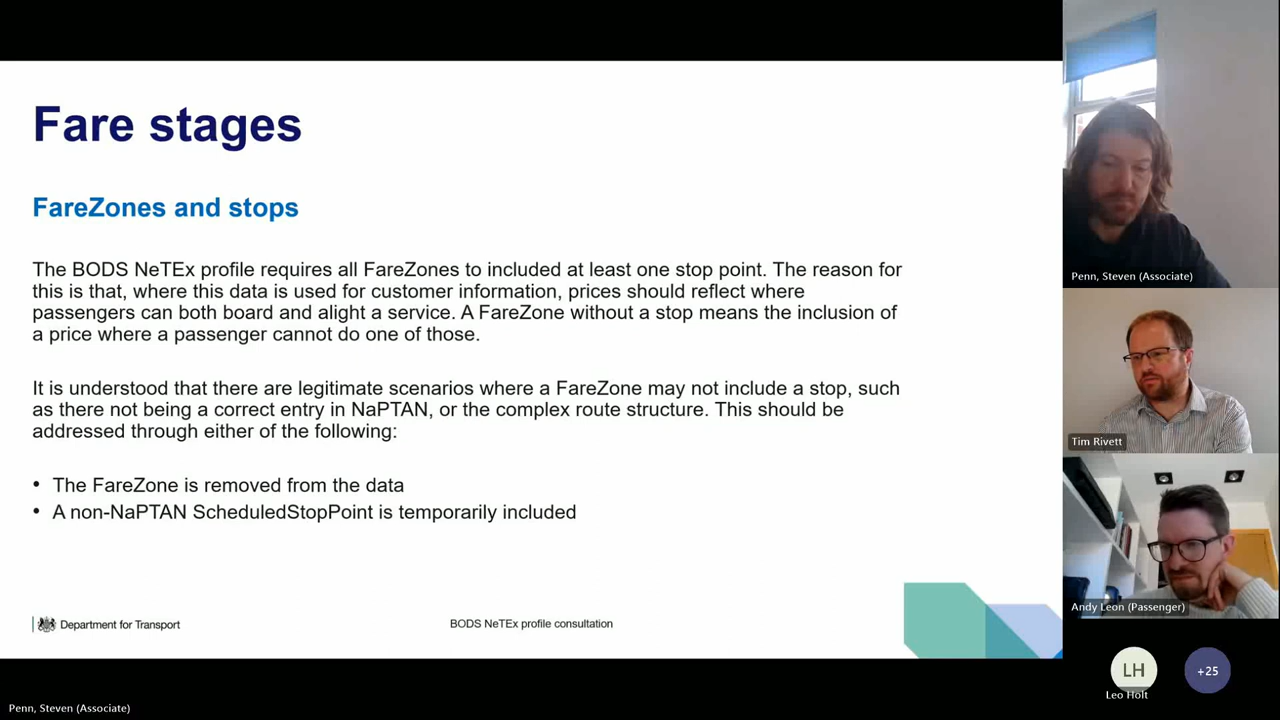 Fare stages
FareZones and stops
The BODS NeTEx profile requires all FareZones to included at least one stop point. The reason for
this is that, where this data is used for customer information, prices should reflect where
passengers can both board and alight a service. A FareZone without a stop means the inclusion of
a price where a passenger cannot do one of those.
It is understood that there are legitimate scenarios where a FareZone may not include a stop, such
as there not being a correct entry in NaPTAN, or the complex route structure. This should be
addressed through either of the following:
• The FareZone is removed from the data
• A non-NaPTAN ScheduledStopPoint is temporarily included
Department for Transport
BODS NeTEx profile consultation
Penn, Steven (Associate)
Tim Rivett
Andy Leon (Passenger)
LH
+25
Leo Holt
Penn, Steven (Associate)